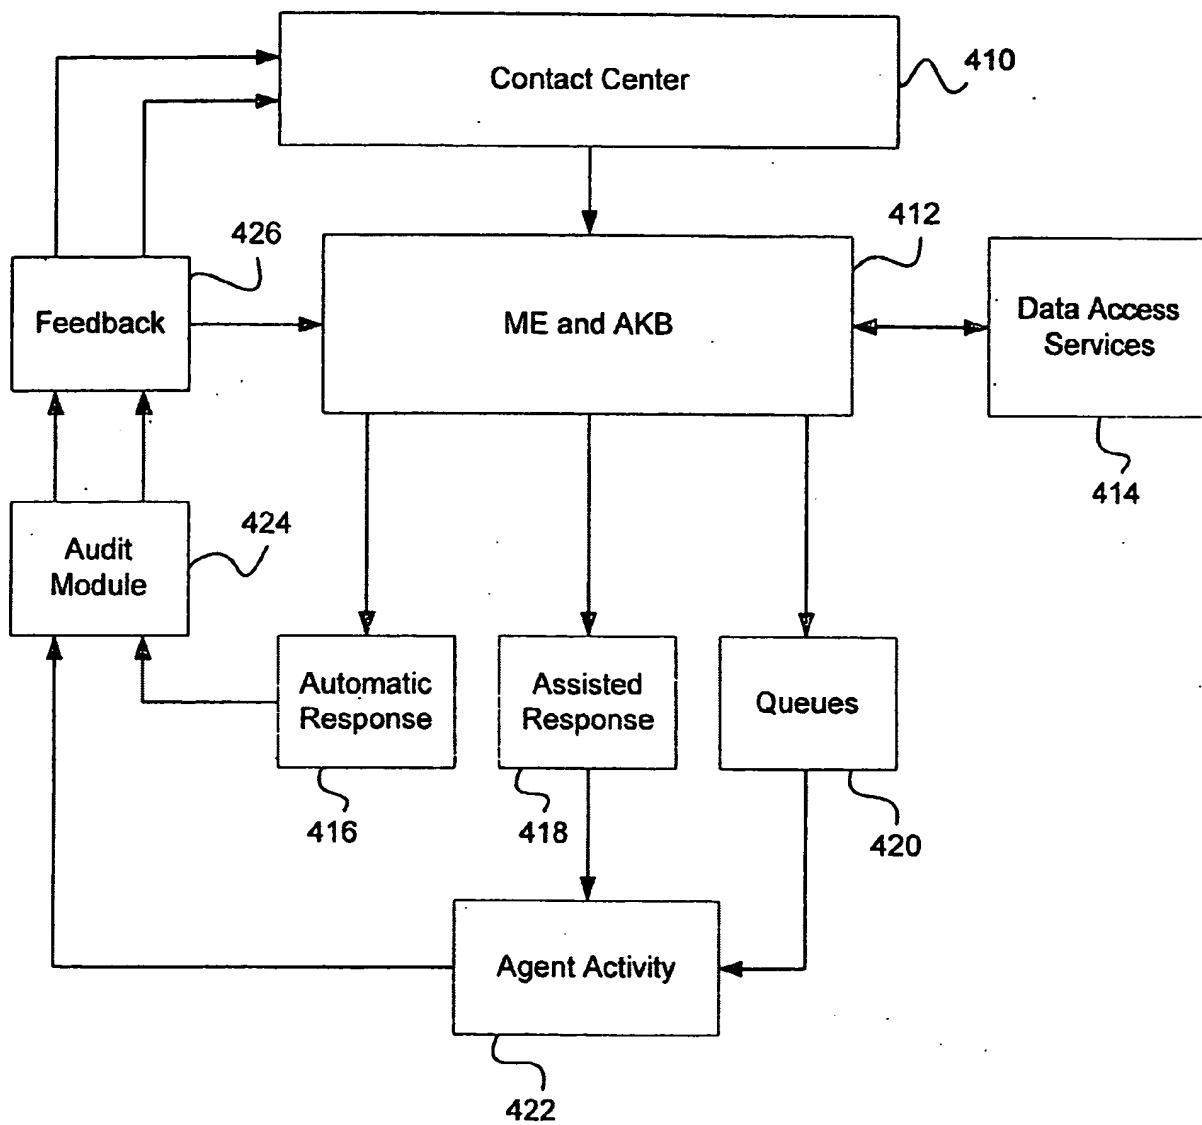 Contact Center
410
412
426
Feedback
ME and AKB
Data Access
Services
414
424
Audit
Module
Automatic
Response
Assisted
Response
Queues
416
418
420
Agent Activity
422